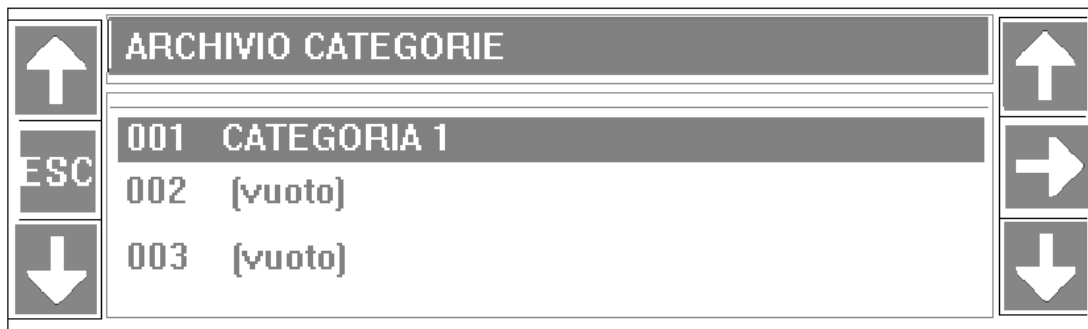 ARCHIVIO CATEGORIE
001 CATEGORIA 1
ESC
002 (vuoto)
003 (vuoto)